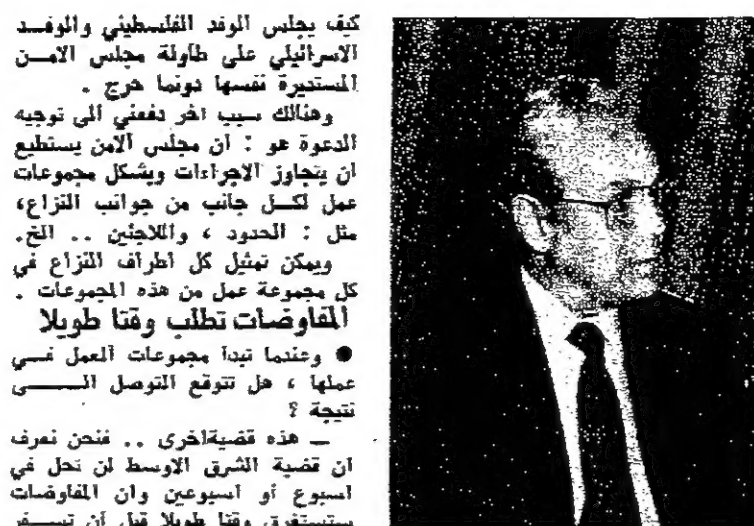 كيف يجلس الوفد الفلسطيني والوفد
الاسرائيلي على طاولة مجلس الامن
المستديرة نفسها دونما حرج .
وهنالك سبب اخر دفعني الى توجيه
الدعوة هو : ان مجلس الامن يستطيع
ان يتجاوز الاجراءات ويشكل مجموعات
عمل لكل جانب من جوانب النزاع،
مثل : الحدود ، واللاجئين .. الخ.
ويمكن تمثيل كل اطراف النزاع في
كل مجموعة عمل من هذه المجموعات .
المفاوضات تطلب وقتا طويلا
● وعندما تبدأ مجموعات العمل في
عملها ، هل تتوقع التوصل الى
نتيجة ؟
ـ هذه قضية اخرى .. فنحن نعرف
ان قضية الشرق الاوسط لن تحل في
اسبوع أو اسبوعين وان المفاوضات
ستستغرق وقتا طويلا قبل أن تسفر